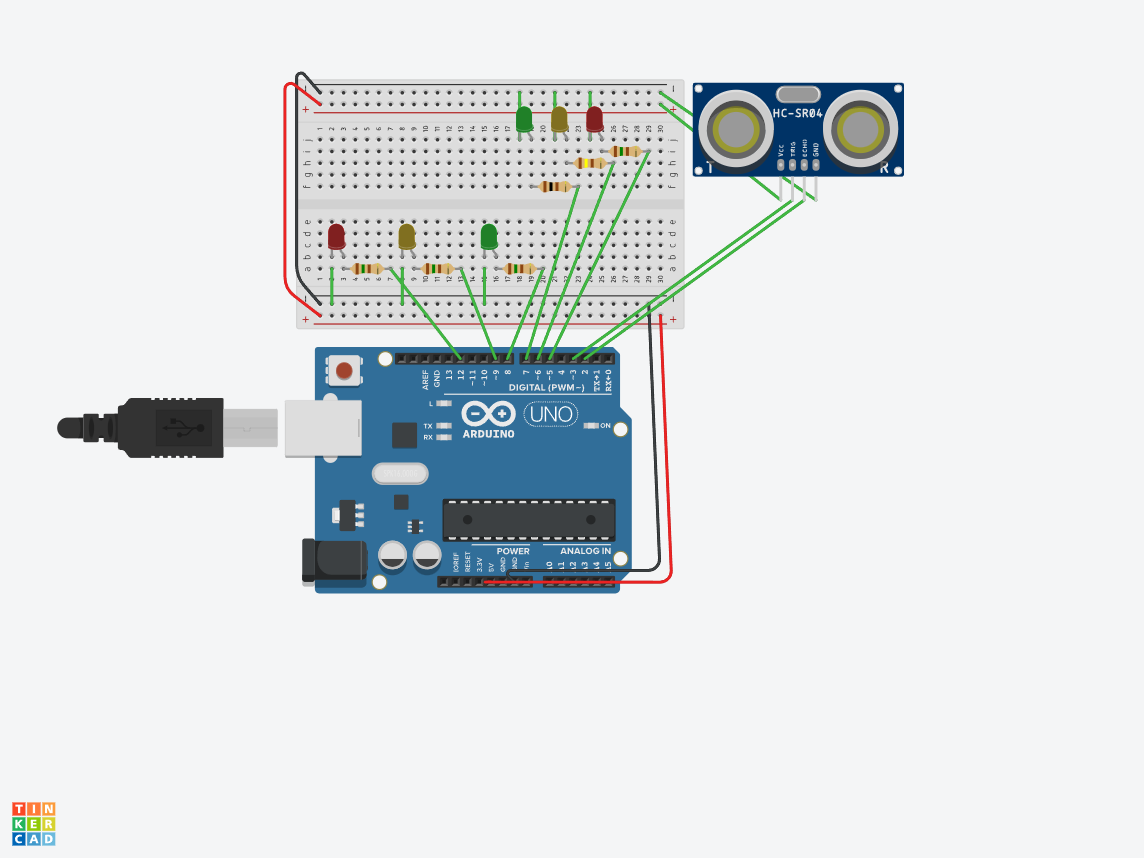 HC-SR04
VCC
TRIG
ECHO
GND
T
R
j
i
h
g
f
e
d
c
b
a
AREF
GND
13
12
~11
~10
~9
8
7
~6
~5
4
~3
2
TX→1
RX←0
DIGITAL (PWM~)
L
TX
RX
ARDUINO
UNO
ON
POWER
ANALOG IN
IOREF
RESET
3.3V
5V
GND
GND
Vin
A0
A1
A2
A3
A4
A5
TIN
KER
CAD